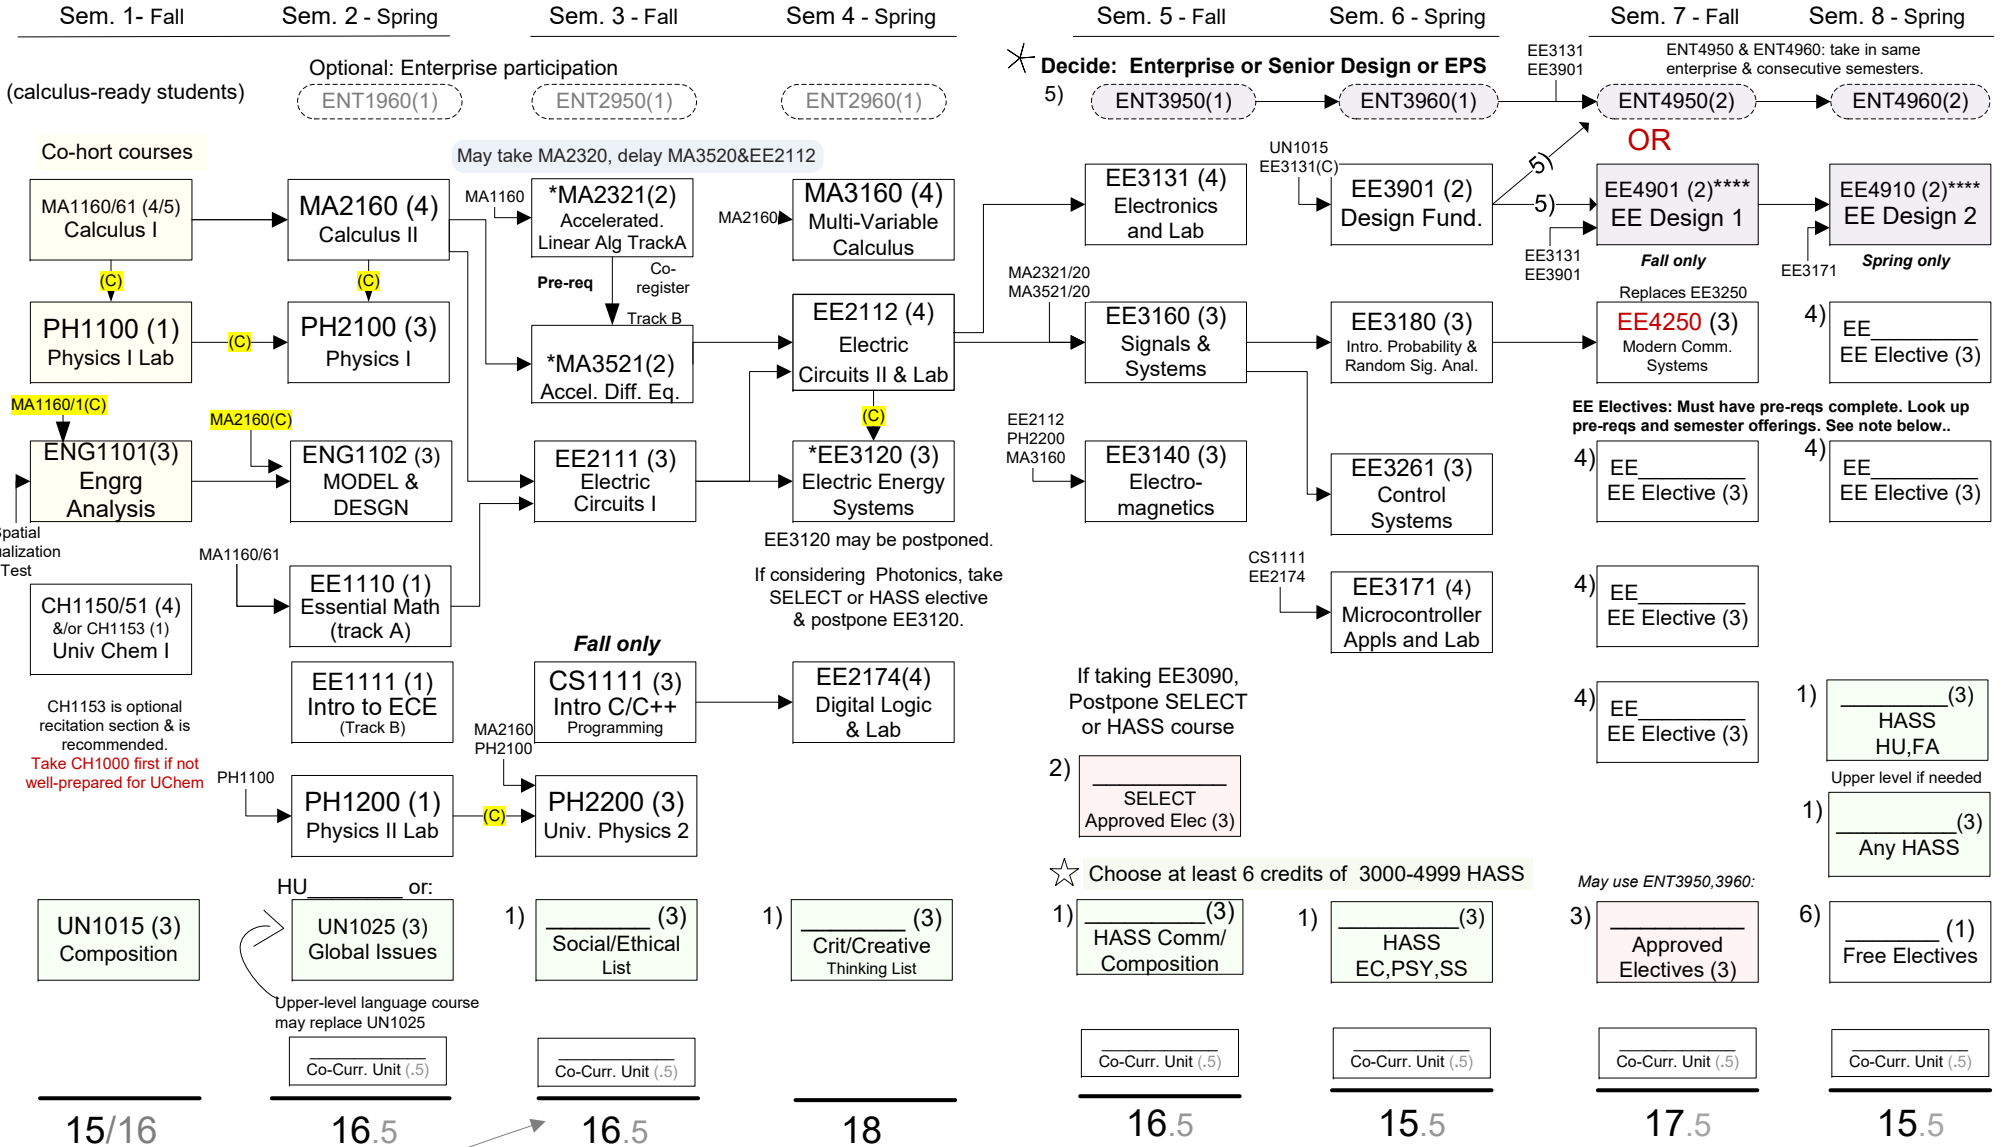 Sem. 1- Fall
Sem. 2 - Spring
Sem. 3 - Fall
Sem 4 - Spring
Sem. 5 - Fall
Sem. 6 - Spring
Sem. 7 - Fall
Sem. 8 - Spring
(calculus-ready students)
Optional: Enterprise participation
ENT1960(1)
ENT2950(1)
ENT2960(1)
Decide: Enterprise or Senior Design or EPS
5)
ENT3950(1)
ENT3960(1)
EE3131
EE3901
ENT4950 & ENT4960: take in same
enterprise & consecutive semesters.
ENT4950(2)
ENT4960(2)
OR
Co-hort courses
May take MA2320, delay MA3520&EE2112
MA1160/61 (4/5)
Calculus I
MA2160 (4)
Calculus II
MA1160
*MA2321(2)
Accelerated.
Linear Alg TrackA
MA2160
MA3160 (4)
Multi-Variable
Calculus
EE3131 (4)
Electronics
and Lab
UN1015
EE3131(C)
EE3901 (2)
Design Fund.
5)
5)
EE4901 (2)****
EE Design 1
EE4910 (2)****
EE Design 2
EE3131
EE3901
Fall only
EE3171
Spring only
(C)
(C)
Pre-req
Co-
register
Track B
PH1100 (1)
Physics I Lab
(C)
PH2100 (3)
Physics I
*MA3521(2)
Accel. Diff. Eq.
EE2112 (4)
Electric
Circuits II & Lab
MA2321/20
MA3521/20
EE3160 (3)
Signals &
Systems
EE3180 (3)
Intro. Probability &
Random Sig. Anal.
Replaces EE3250
EE4250 (3)
Modern Comm.
Systems
4)
EE_________
EE Elective (3)
MA1160/1(C)
MA2160(C)
(C)
EE Electives: Must have pre-reqs complete. Look up
pre-reqs and semester offerings. See note below..
ENG1101(3)
Engrg
Analysis
ENG1102 (3)
MODEL &
DESGN
EE2111 (3)
Electric
Circuits I
*EE3120 (3)
Electric Energy
Systems
EE2112
PH2200
MA3160
EE3140 (3)
Electro-
magnetics
EE3261 (3)
Control
Systems
4)
EE_________
EE Elective (3)
4)
EE_________
EE Elective (3)
Test
EE3120 may be postponed.
If considering Photonics, take
SELECT or HASS elective
& postpone EE3120.
MA1160/61
EE1110 (1)
Essential Math
(track A)
CH1150/51 (4)
&/or CH1153 (1)
Univ Chem I
CS1111
EE2174
EE3171 (4)
Microcontroller
Appls and Lab
4)
EE_________
EE Elective (3)
Fall only
EE1111 (1)
Intro to ECE
(Track B)
CS1111 (3)
Intro C/C++
Programming
EE2174(4)
Digital Logic
& Lab
If taking EE3090,
Postpone SELECT
or HASS course
4)
EE_________
EE Elective (3)
1)
_________(3)
HASS
HU,FA
CH1153 is optional
recitation section & is
recommended.
Take CH1000 first if not
well-prepared for UChem
MA2160
PH2100
PH1100
PH1200 (1)
Physics II Lab
(C)
PH2200 (3)
Univ. Physics 2
2)
____________
SELECT
Approved Elec (3)
Upper level if needed
1)
__________(3)
Any HASS
Choose at least 6 credits of 3000-4999 HASS
May use ENT3950,3960:
HU________ or:
UN1015 (3)
Composition
UN1025 (3)
Global Issues
1)
________ (3)
Social/Ethical
List
1)
________ (3)
Crit/Creative
Thinking List
1)
_________(3)
HASS Comm/
Composition
1)
_________(3)
HASS
EC,PSY,SS
3)
____________
Approved
Electives (3)
6)
_______ (1)
Free Electives
Upper-level language course
may replace UN1025
Co-Curr. Unit (.5)
Co-Curr. Unit (.5)
Co-Curr. Unit (.5)
Co-Curr. Unit (.5)
Co-Curr. Unit (.5)
Co-Curr. Unit (.5)
15/16
16.5
16.5
18
16.5
15.5
17.5
15.5